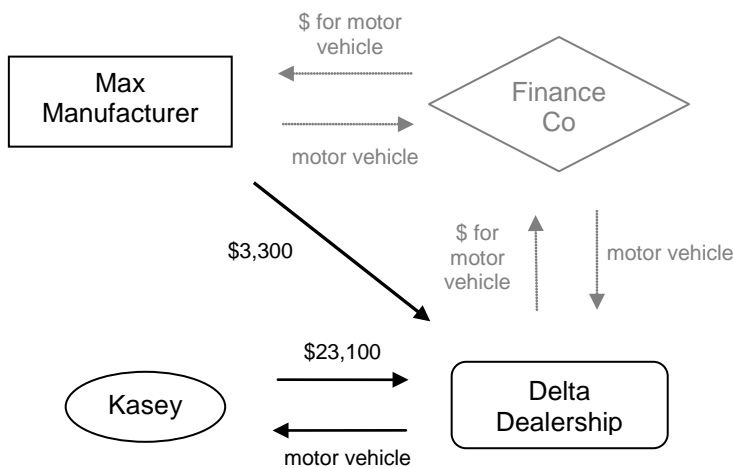 $ for motor
vehicle
Max
Manufacturer
Finance
Co
motor vehicle
$3,300
$ for
motor
vehicle
motor vehicle
$23,100
Kasey
Delta
Dealership
motor vehicle